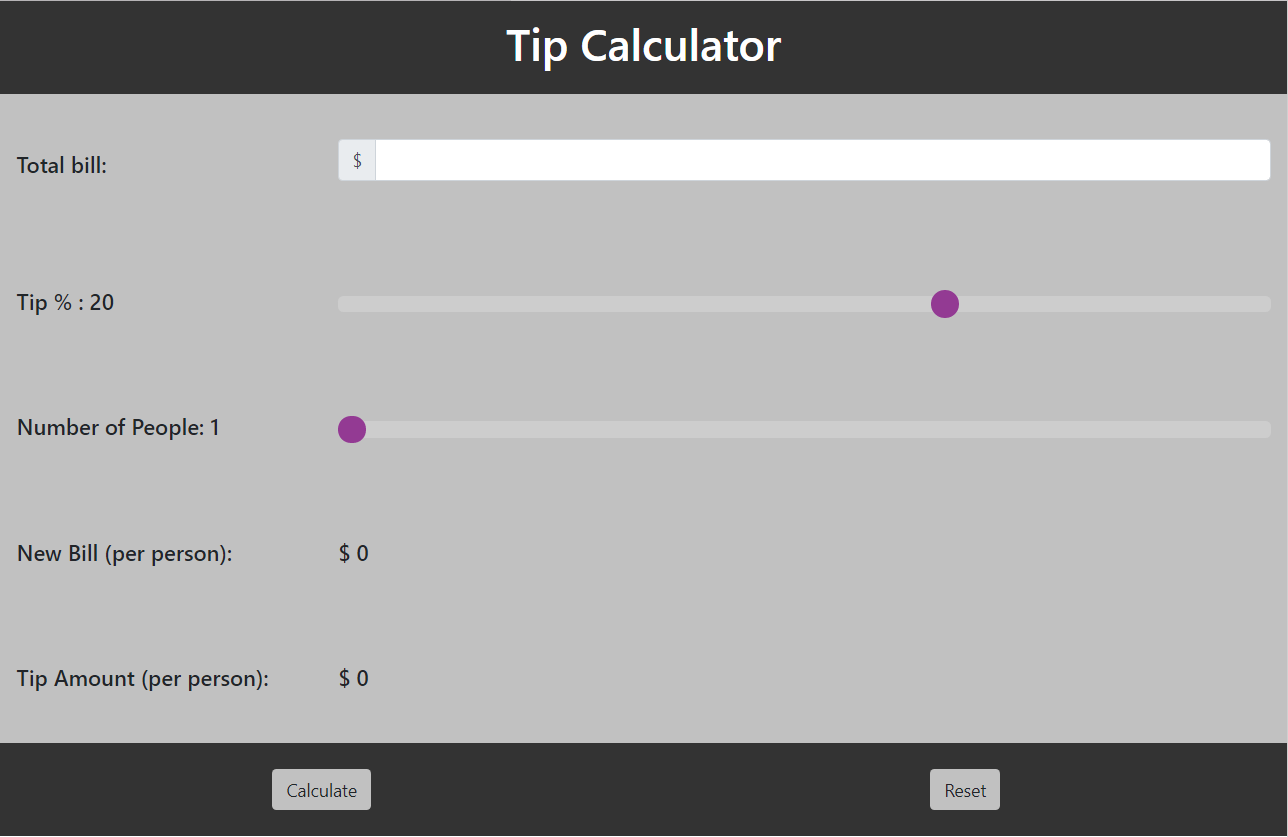 Tip Calculator
Total bill: $
Tip % : 20
Number of People: 1
New Bill (per person): $ 0
Tip Amount (per person): $ 0
Calculate Reset